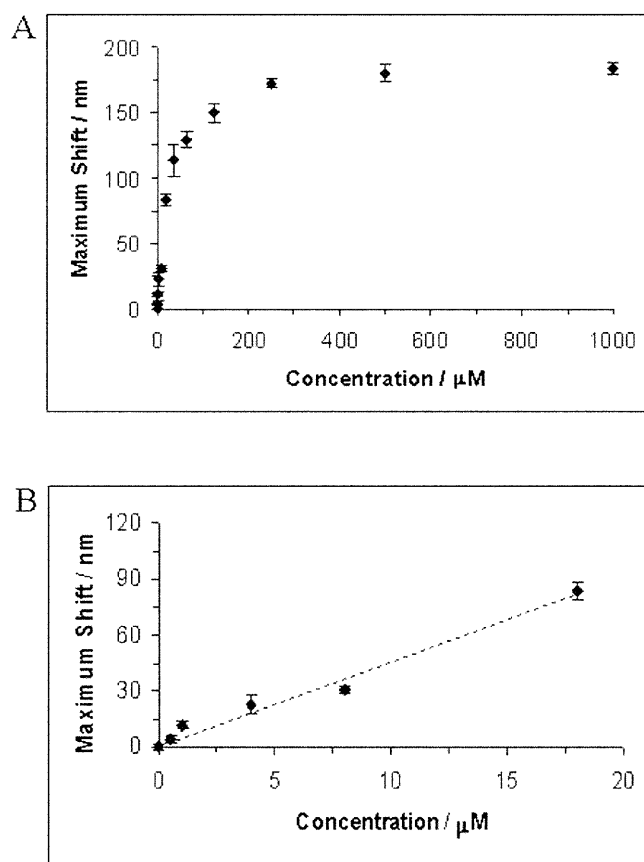 A
Maximum Shift / nm
200
150
100
50
0
0 200 400 600 800 1000
Concentration / μM
B
Maximum Shift / nm
120
90
60
30
0
0 5 10 15 20
Concentration / μM